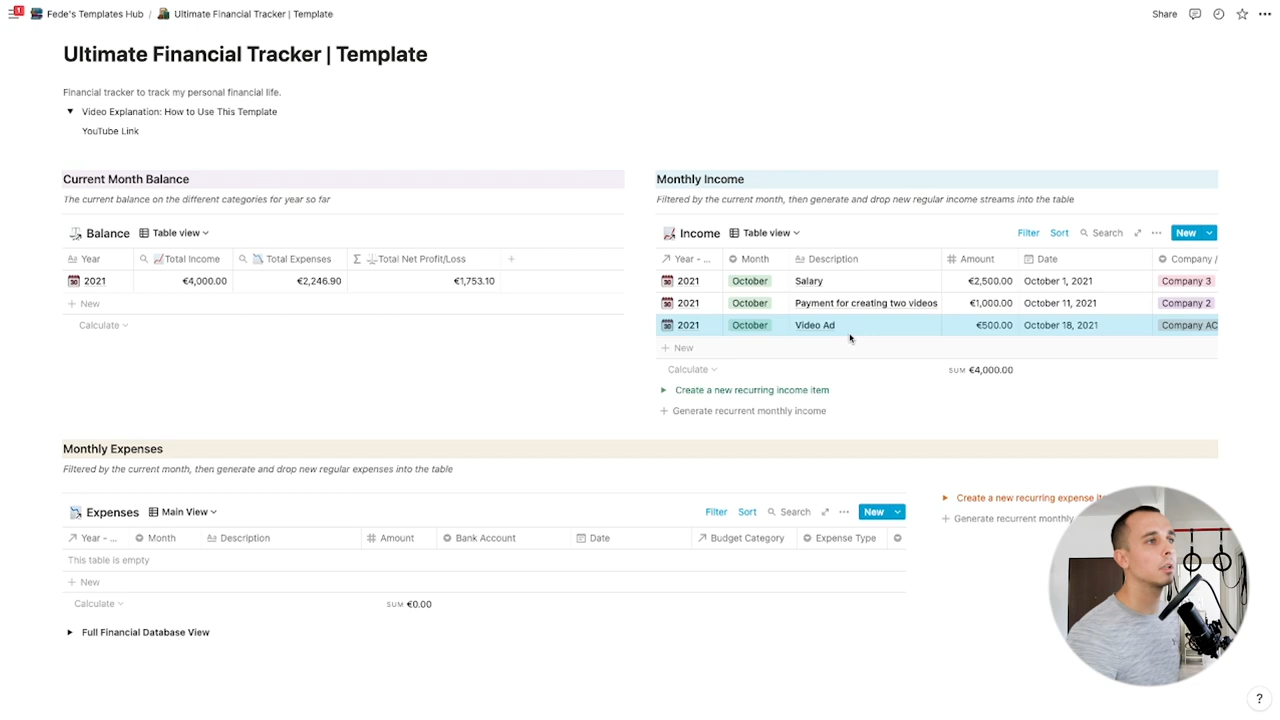 1
Fede's Templates Hub / Ultimate Financial Tracker | Template
Share
Ultimate Financial Tracker | Template
Financial tracker to track my personal financial life.
Video Explanation: How to Use This Template
YouTube Link
Current Month Balance
The current balance on the different categories for year so far
Balance Table view
Year Total Income Total Expenses Total Net Profit/Loss +
2021 €4,000.00 €2,246.90 €1,753.10
+ New
Calculate
Monthly Income
Filtered by the current month, then generate and drop new regular income streams into the table
Income Table view Filter Sort Search New
Year - ... Month Description Amount Date Company /
2021 October Salary €2,500.00 October 1, 2021 Company 3
2021 October Payment for creating two videos €1,000.00 October 11, 2021 Company 2
2021 October Video Ad €500.00 October 18, 2021 Company AC
+ New
Calculate SUM €4,000.00
Create a new recurring income item
+ Generate recurrent monthly income
Monthly Expenses
Filtered by the current month, then generate and drop new regular expenses into the table
Expenses Main View Filter Sort Search New
Year - ... Month Description Amount Bank Account Date Budget Category Expense Type
This table is empty
+ New
Calculate SUM €0.00
Create a new recurring expense ite
+ Generate recurrent monthly
Full Financial Database View
?